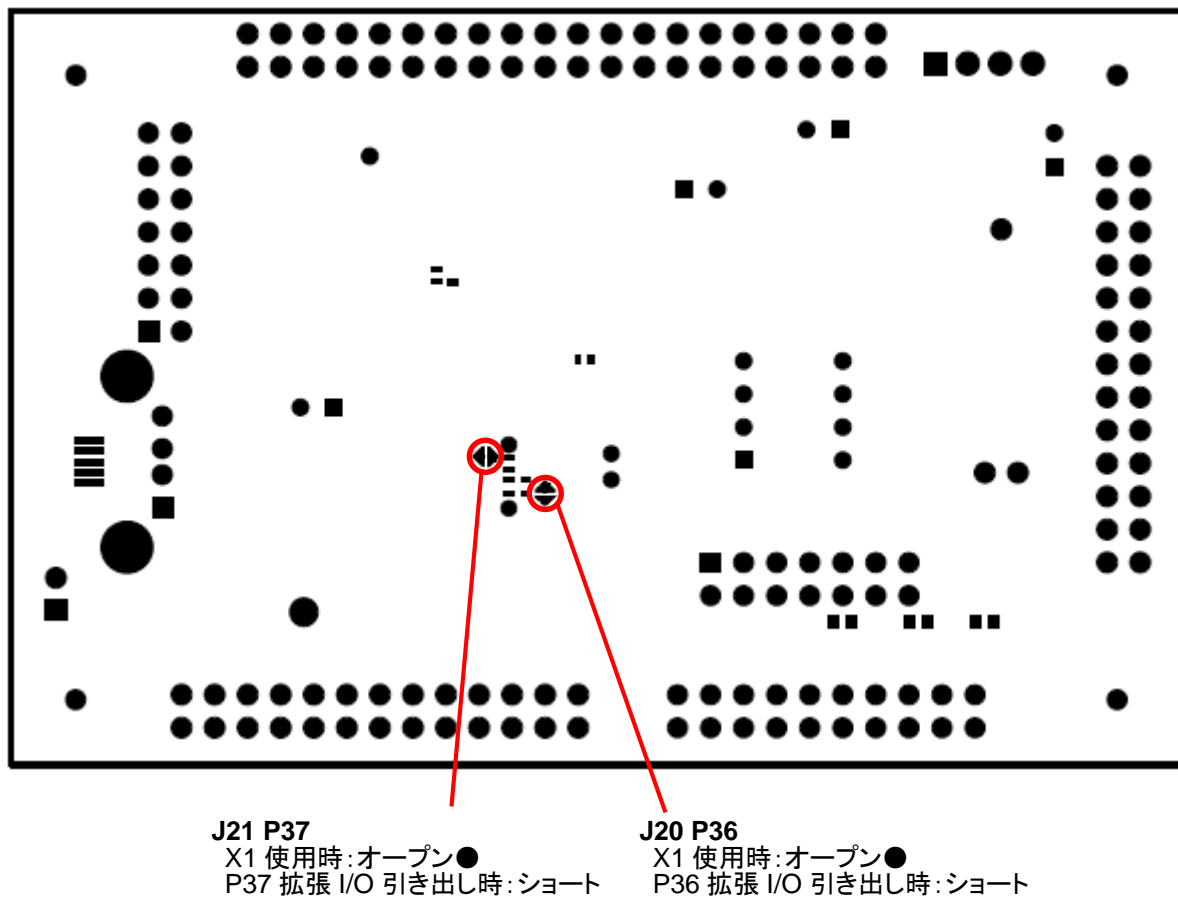 J21 P37
X1 使用時：オープン●
P37 拡張 I/O 引き出し時：ショート
J20 P36
X1 使用時：オープン●
P36 拡張 I/O 引き出し時：ショート